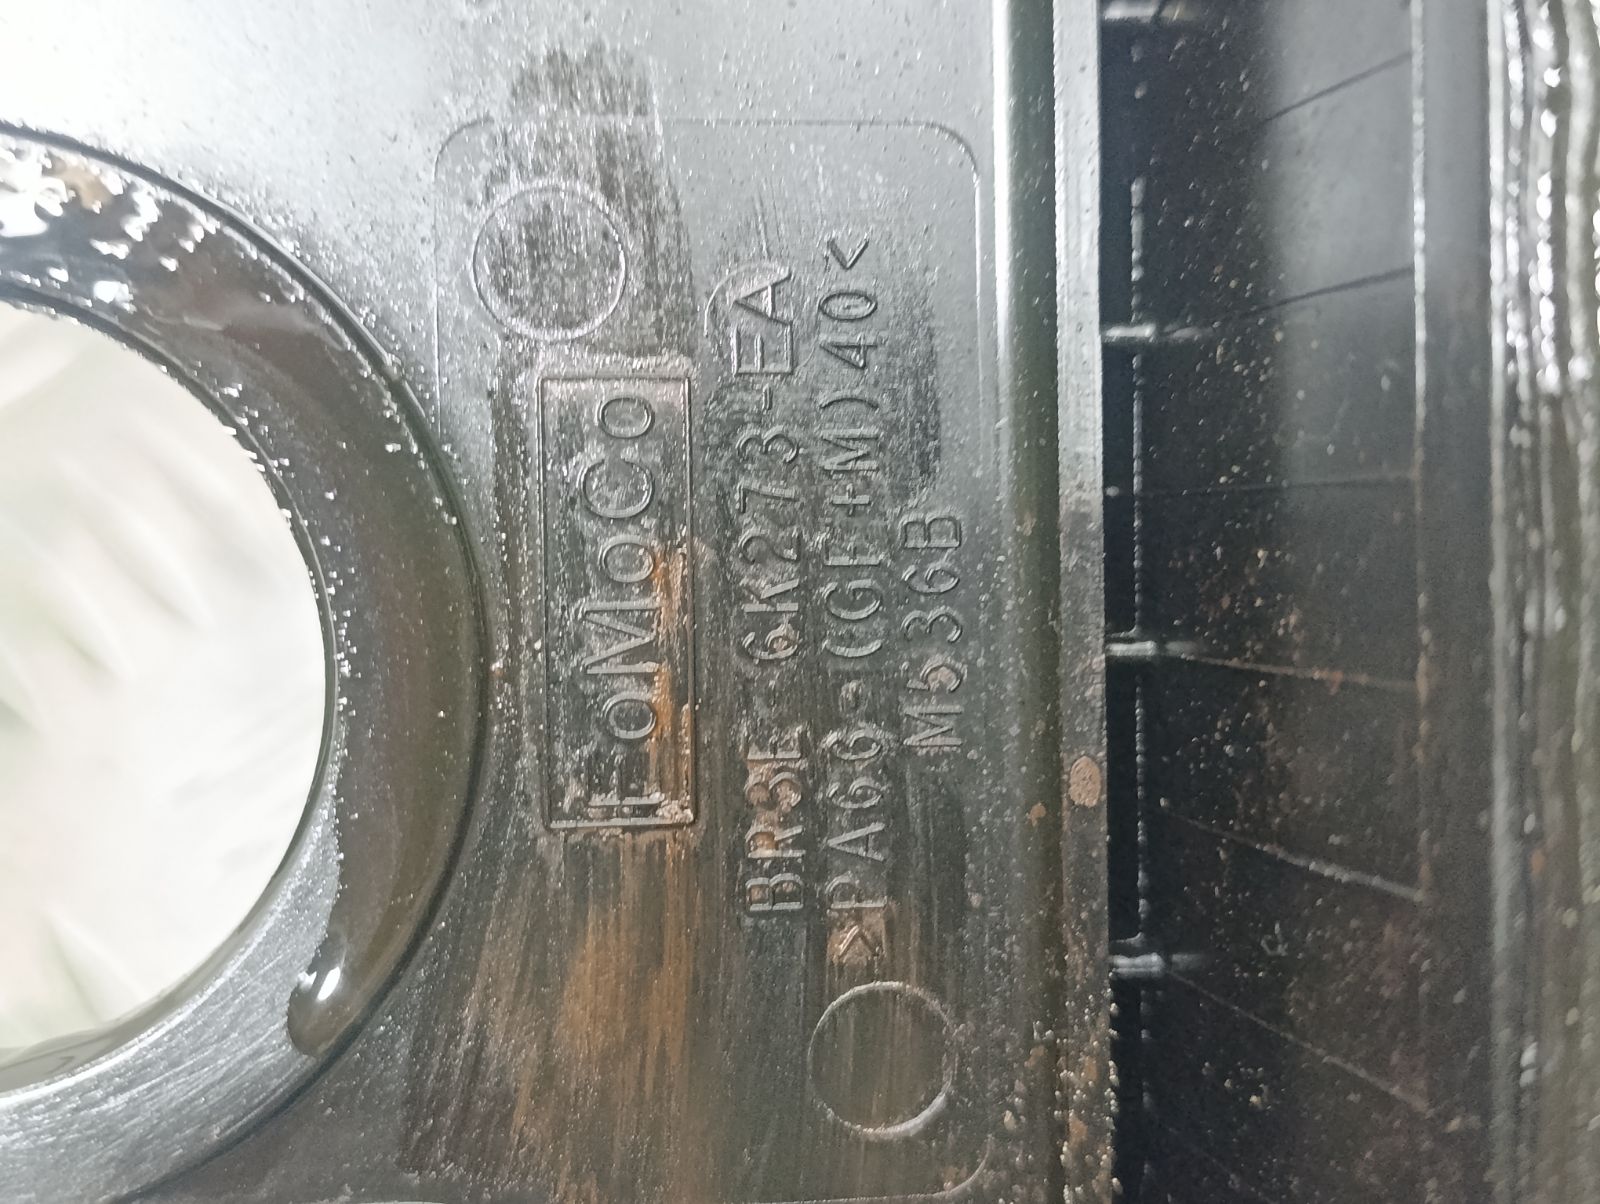 FoMoCo
BR3E-6K273-EA
>PA66-(GF+M)40<
M536B